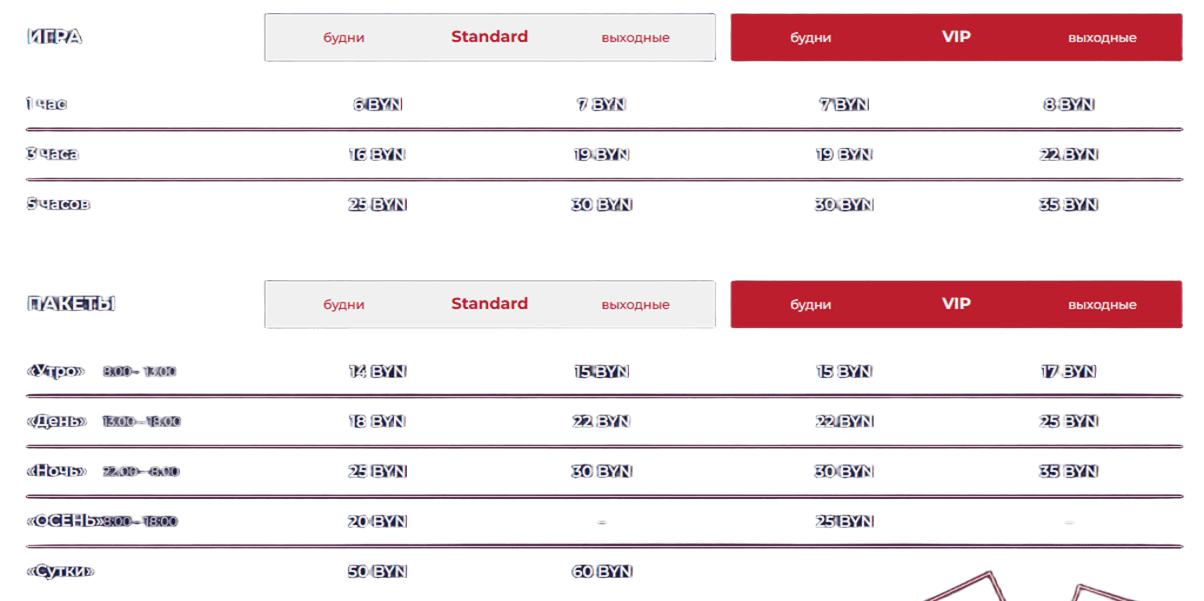 ИГРА будни Standard выходные будни VIP выходные
1 час 6 BYN 7 BYN 7 BYN 8 BYN
3 часа 16 BYN 19 BYN 19 BYN 22 BYN
5 часов 25 BYN 30 BYN 30 BYN 35 BYN
ПАКЕТЫ будни Standard выходные будни VIP выходные
«Утро» 8:00 - 13:00 14 BYN 15 BYN 15 BYN 17 BYN
«День» 13:00 - 18:00 18 BYN 22 BYN 22 BYN 25 BYN
«Ночь» 22:00 - 8:00 25 BYN 30 BYN 30 BYN 35 BYN
«ОСЕНЬ» 8:00 - 18:00 20 BYN - 25 BYN -
«Сутки» 50 BYN 60 BYN